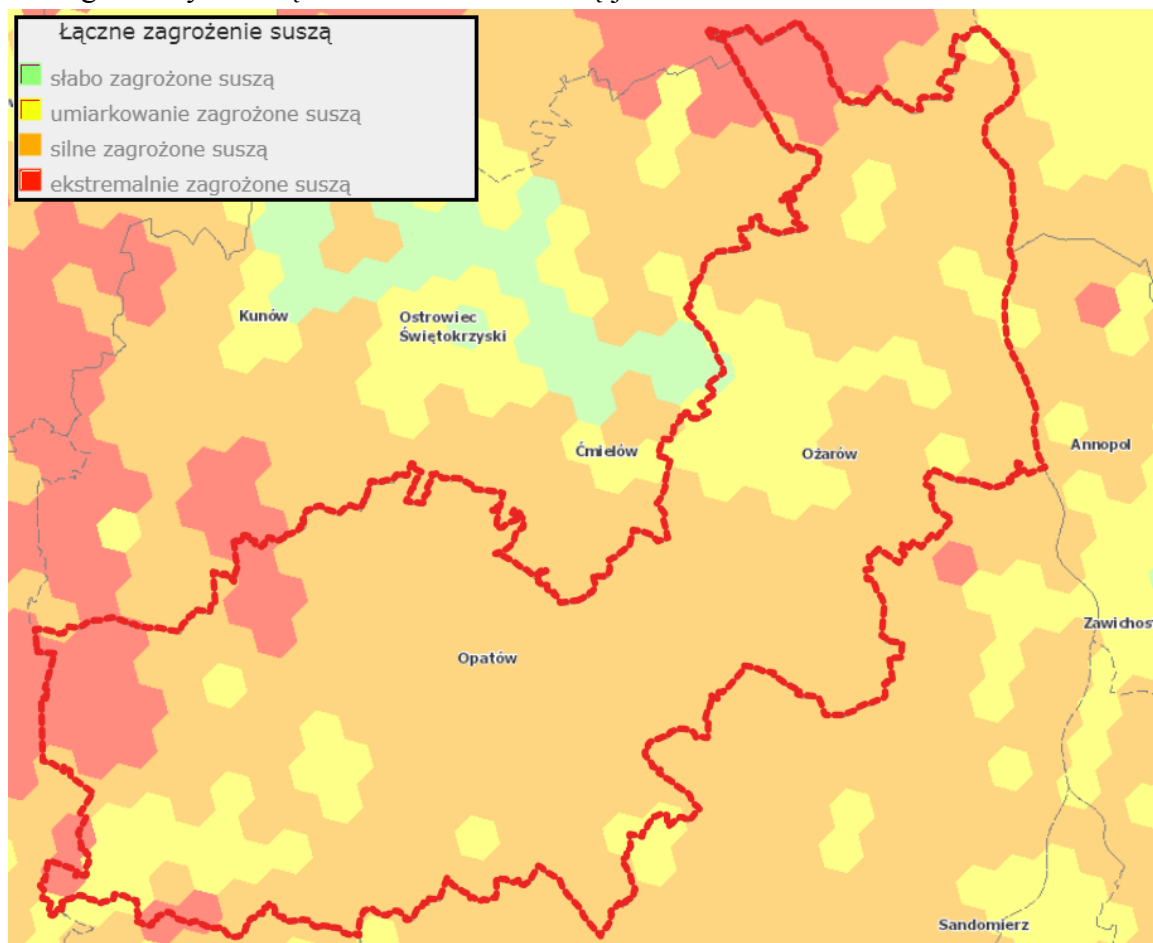 Łączne zagrożenie suszą
słabo zagrożone suszą
umiarkowanie zagrożone suszą
silne zagrożone suszą
ekstremalnie zagrożone suszą
Kunów
Ostrowiec
Świętokrzyski
Ćmielów
Ożarów
Annopol
Zawichost
Opatów
Sandomierz